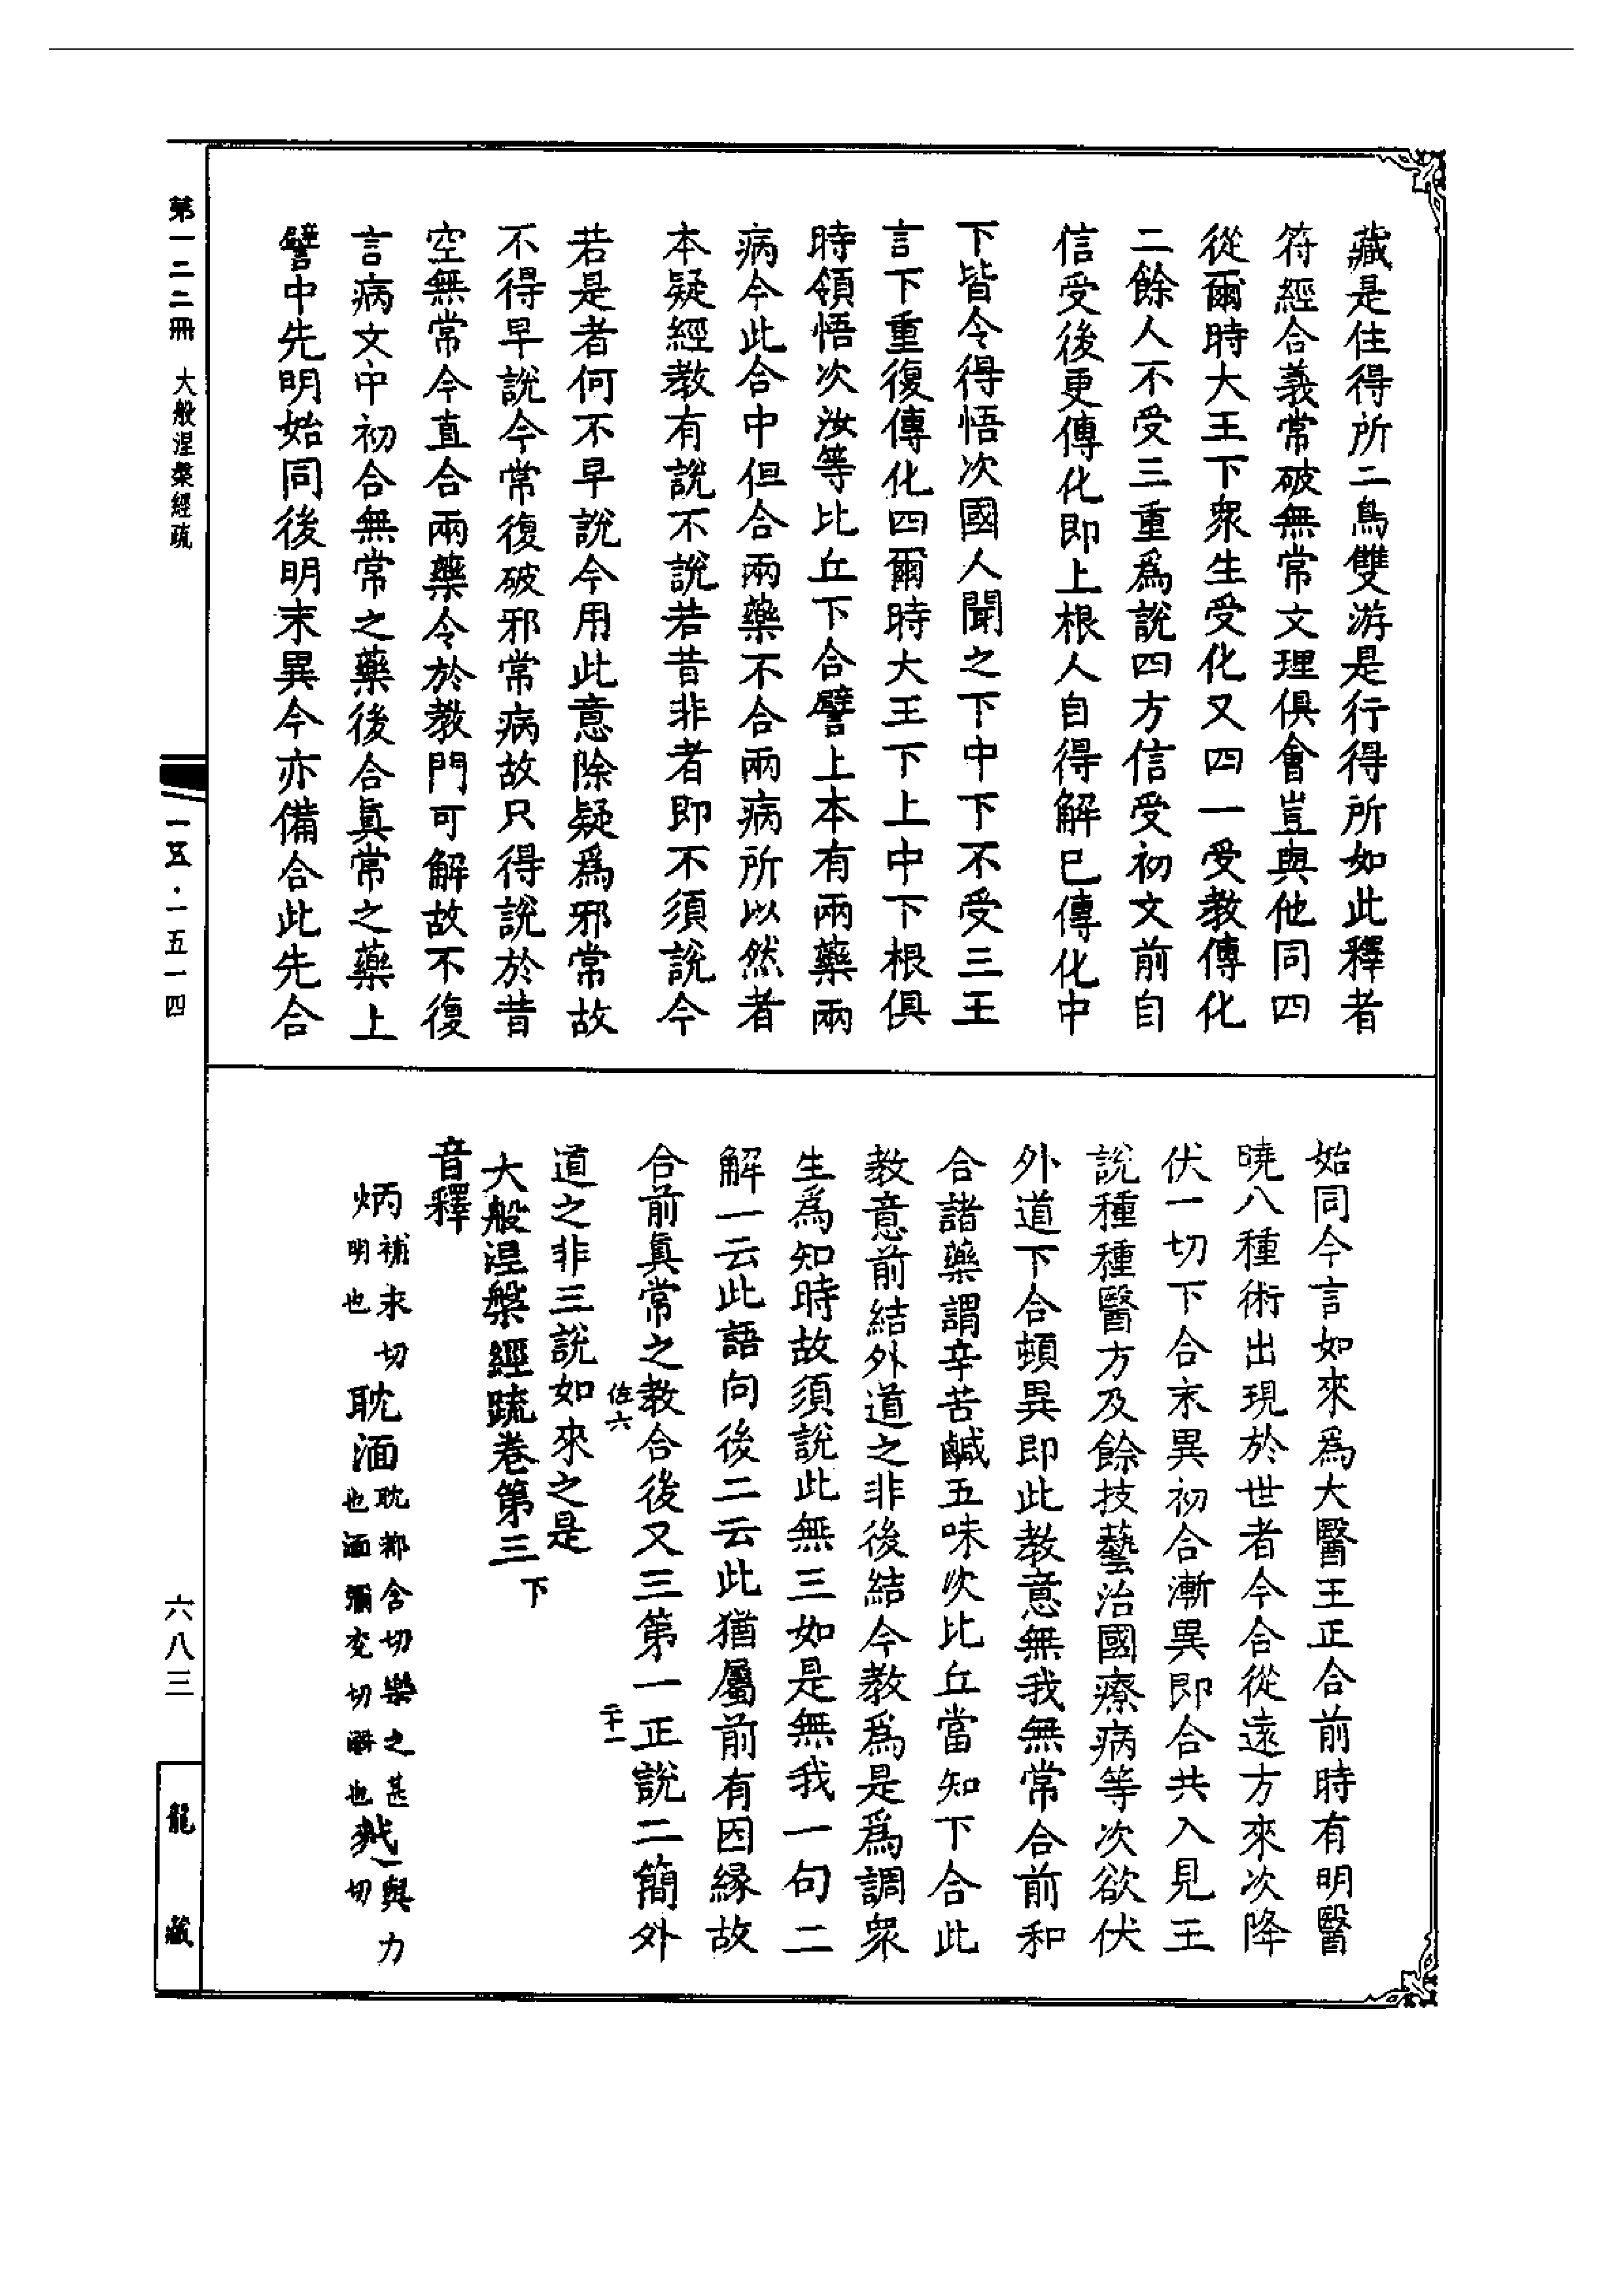 藏是住得所二鳥雙游是行得所如此釋者
符經合義常破無常文理俱會豈與他同四
從爾時大王下衆生受化又四一受教傳化
二餘人不受三重爲說四方信受初文前自
信受後更傳化即上根人自得解已傳化中
下皆令得悟次國人聞之下中下不受三王
言下重復傳化四爾時大王下上中下根俱
時領悟次汝等比丘下合譬上本有兩藥兩
病今此合中但合兩藥不合兩病所以然者
本疑經教有說不說若昔非者即不須說今
若是者何不早說今用此意除疑爲邪常故
不得早說今常復破邪常病故只得說於昔
空無常今直合兩藥令於教門可解故不復
言病文中初合無常之藥後合眞常之藥上
譬中先明始同後明末異今亦備合此先合
始同今言如來爲大醫王正合前時有明醫
曉八種術出現於世者今合從遠方來次降
伏一切下合末異初合漸異即合共入見王
說種種醫方及餘技藝治國療病等次欲伏
外道下合頓異即此教意無我無常合前和
合諸藥謂辛苦鹹五味次比丘當知下合此
教意前結外道之非後結今教爲是爲調衆
生爲知時故須說此無三如是無我一句二
解一云此語向後二云此猶屬前有因緣故
合前眞常之教合後又三第一正說二簡外
佐六 二十一
道之非三說如來之是
大般涅槃經疏卷第三下
音釋
炳 補永切明也 耽湎 耽都含切樂之甚也湎彌兖切 也 與力切
第一二二冊 大般涅槃經疏
一五·一五一四
六八三
龍藏